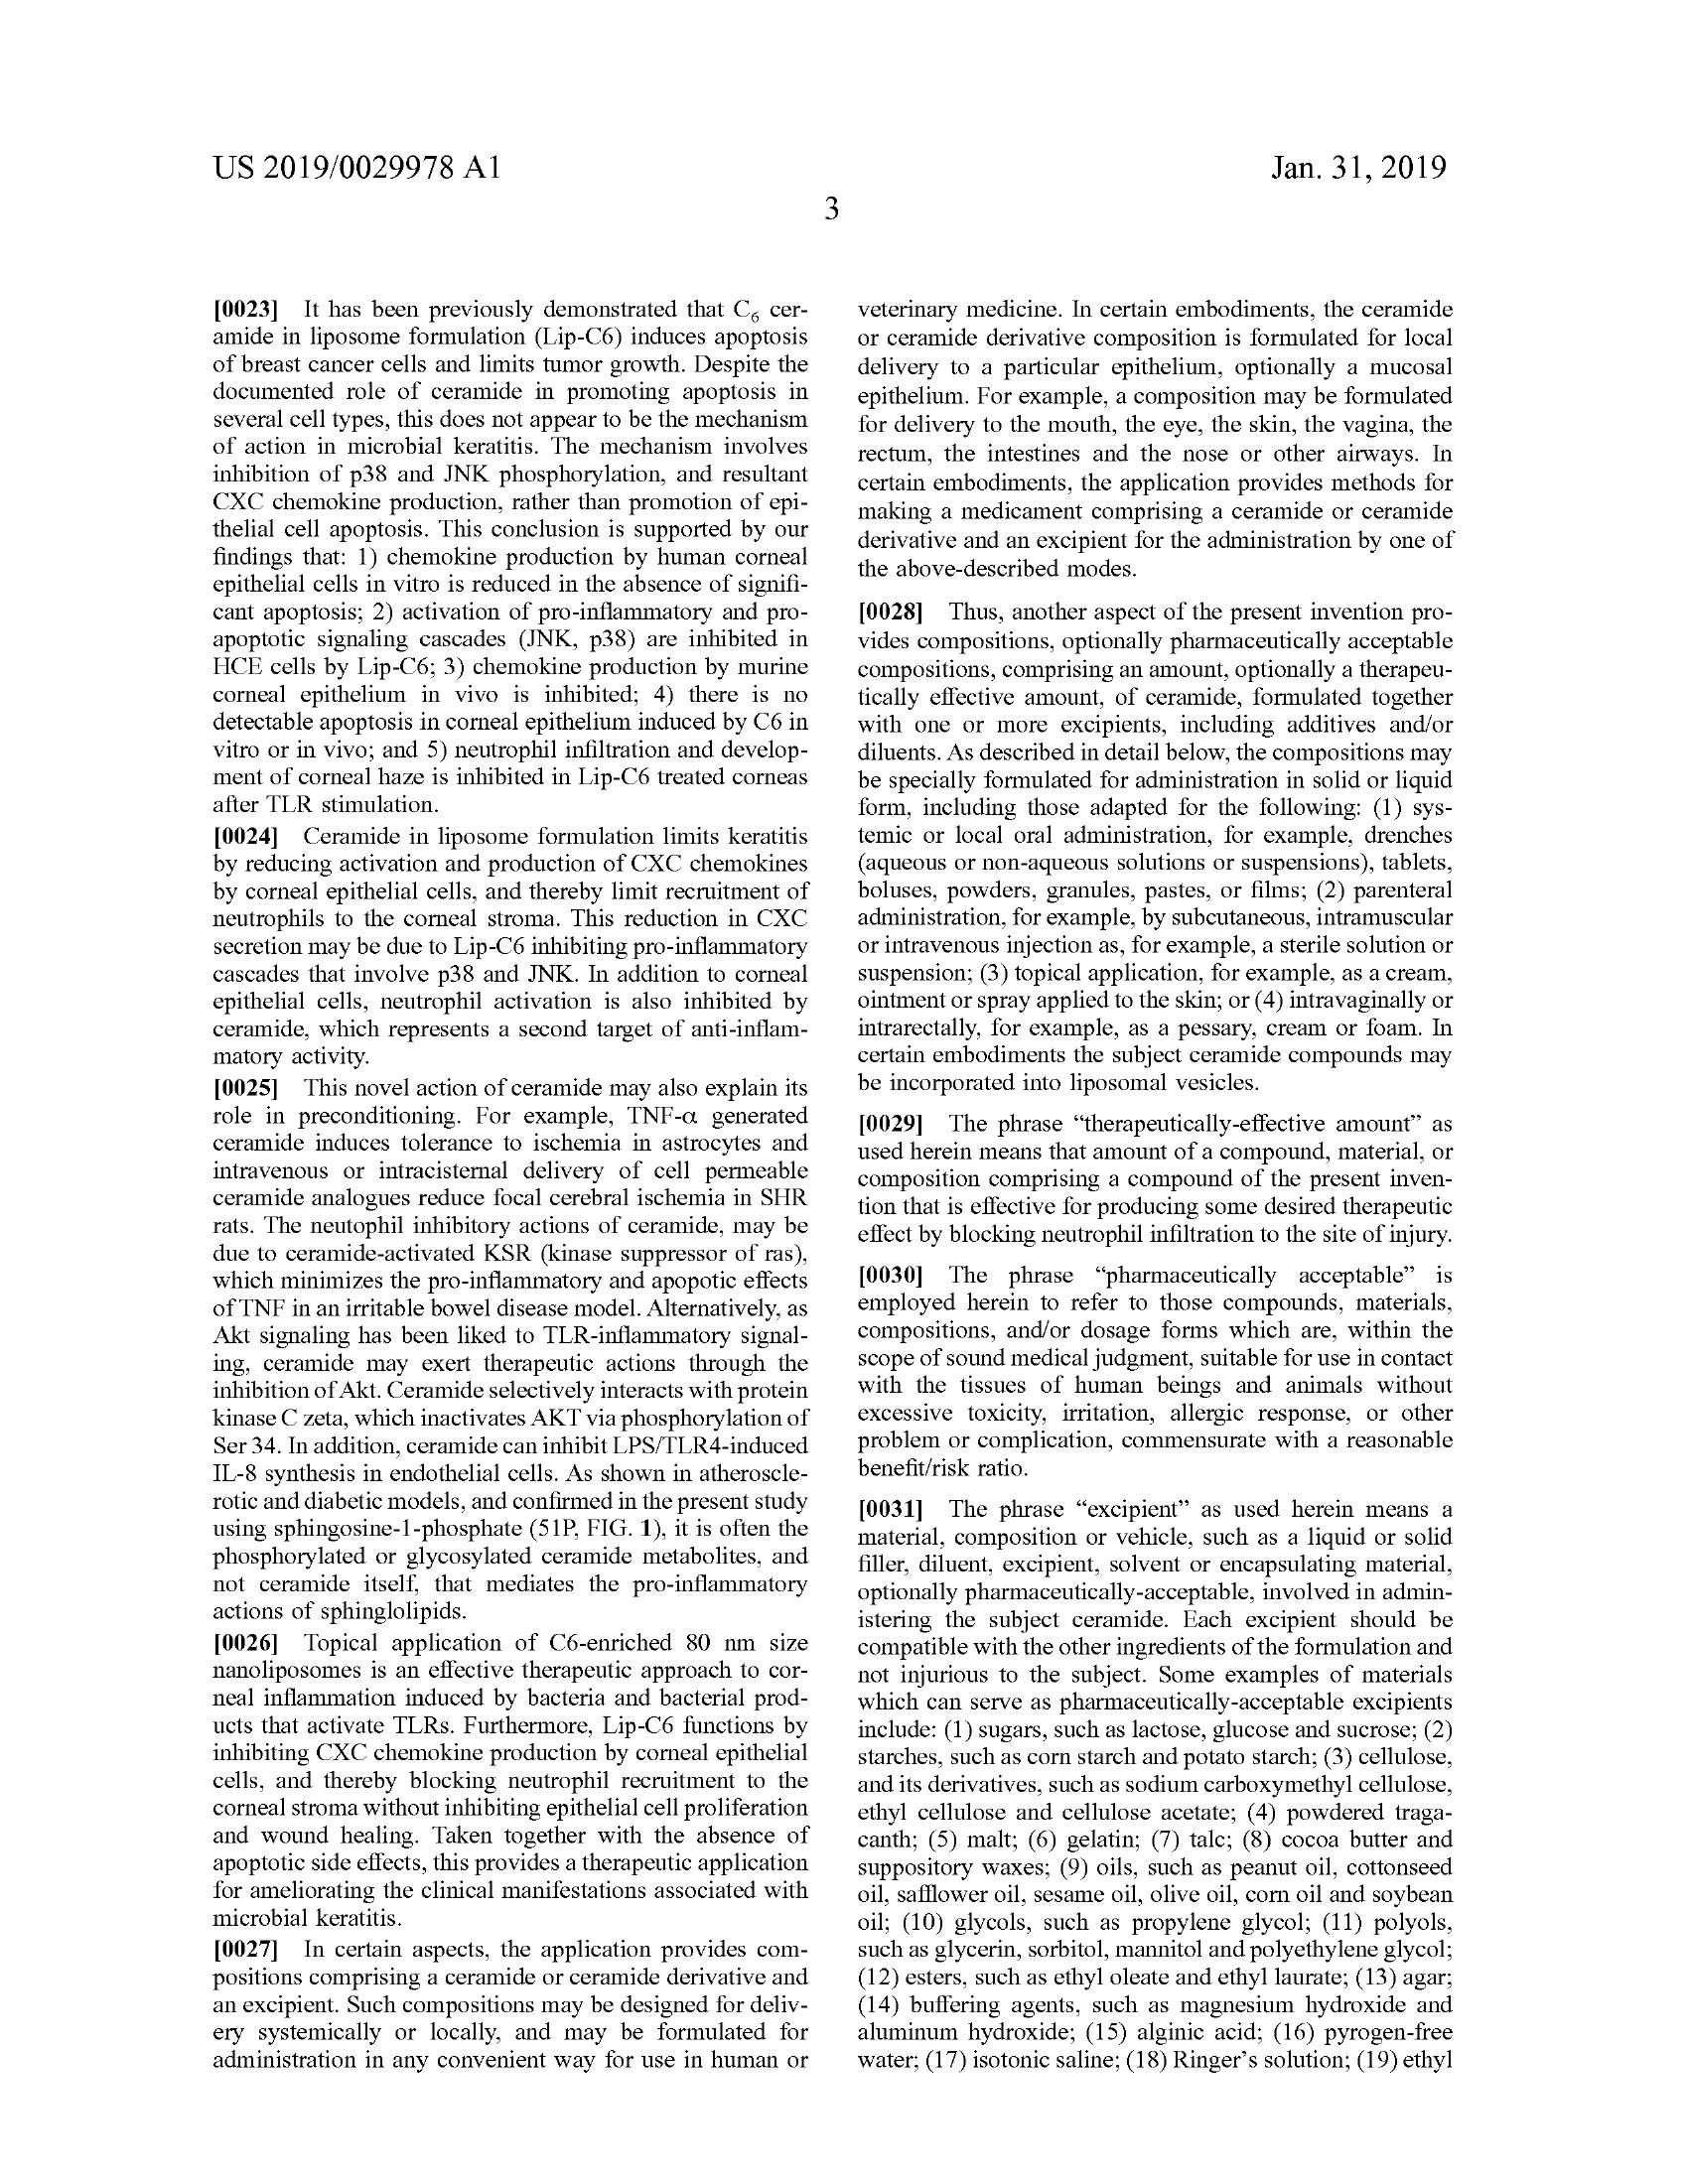 US 2019/0029978 A1
Jan. 31, 2019
3
[0023] It has been previously demonstrated that C6 cer-
amide in liposome formulation (Lip-C6) induces apoptosis
of breast cancer cells and limits tumor growth. Despite the
documented role of ceramide in promoting apoptosis in
several cell types, this does not appear to be the mechanism
of action in microbial keratitis. The mechanism involves
inhibition of p38 and JNK phosphorylation, and resultant
CXC chemokine production, rather than promotion of epi-
thelial cell apoptosis. This conclusion is supported by our
findings that: 1) chemokine production by human corneal
epithelial cells in vitro is reduced in the absence of signifi-
cant apoptosis; 2) activation of pro-inflammatory and pro-
apoptotic signaling cascades (JNK, p38) are inhibited in
HCE cells by Lip-C6; 3) chemokine production by murine
corneal epithelium in vivo is inhibited; 4) there is no
detectable apoptosis in corneal epithelium induced by C6 in
vitro or in vivo; and 5) neutrophil infiltration and develop-
ment of corneal haze is inhibited in Lip-C6 treated corneas
after TLR stimulation.
[0024] Ceramide in liposome formulation limits keratitis
by reducing activation and production of CXC chemokines
by corneal epithelial cells, and thereby limit recruitment of
neutrophils to the corneal stroma. This reduction in CXC
secretion may be due to Lip-C6 inhibiting pro-inflammatory
cascades that involve p38 and JNK. In addition to corneal
epithelial cells, neutrophil activation is also inhibited by
ceramide, which represents a second target of anti-inflam-
matory activity.
[0025] This novel action of ceramide may also explain its
role in preconditioning. For example, TNF-α generated
ceramide induces tolerance to ischemia in astrocytes and
intravenous or intracisternal delivery of cell permeable
ceramide analogues reduce focal cerebral ischemia in SHR
rats. The neutophil inhibitory actions of ceramide, may be
due to ceramide-activated KSR (kinase suppressor of ras),
which minimizes the pro-inflammatory and apopotic effects
of TNF in an irritable bowel disease model. Alternatively, as
Akt signaling has been liked to TLR-inflammatory signal-
ing, ceramide may exert therapeutic actions through the
inhibition of Akt. Ceramide selectively interacts with protein
kinase C zeta, which inactivates AKT via phosphorylation of
Ser 34. In addition, ceramide can inhibit LPS/TLR4-induced
IL-8 synthesis in endothelial cells. As shown in atheroscle-
rotic and diabetic models, and confirmed in the present study
using sphingosine-1-phosphate (51P, FIG. 1), it is often the
phosphorylated or glycosylated ceramide metabolites, and
not ceramide itself, that mediates the pro-inflammatory
actions of sphinglolipids.
[0026] Topical application of C6-enriched 80 nm size
nanoliposomes is an effective therapeutic approach to cor-
neal inflammation induced by bacteria and bacterial prod-
ucts that activate TLRs. Furthermore, Lip-C6 functions by
inhibiting CXC chemokine production by corneal epithelial
cells, and thereby blocking neutrophil recruitment to the
corneal stroma without inhibiting epithelial cell proliferation
and wound healing. Taken together with the absence of
apoptotic side effects, this provides a therapeutic application
for ameliorating the clinical manifestations associated with
microbial keratitis.
[0027] In certain aspects, the application provides com-
positions comprising a ceramide or ceramide derivative and
an excipient. Such compositions may be designed for deliv-
ery systemically or locally, and may be formulated for
administration in any convenient way for use in human or
veterinary medicine. In certain embodiments, the ceramide
or ceramide derivative composition is formulated for local
delivery to a particular epithelium, optionally a mucosal
epithelium. For example, a composition may be formulated
for delivery to the mouth, the eye, the skin, the vagina, the
rectum, the intestines and the nose or other airways. In
certain embodiments, the application provides methods for
making a medicament comprising a ceramide or ceramide
derivative and an excipient for the administration by one of
the above-described modes.
[0028] Thus, another aspect of the present invention pro-
vides compositions, optionally pharmaceutically acceptable
compositions, comprising an amount, optionally a therapeu-
tically effective amount, of ceramide, formulated together
with one or more excipients, including additives and/or
diluents. As described in detail below, the compositions may
be specially formulated for administration in solid or liquid
form, including those adapted for the following: (1) sys-
temic or local oral administration, for example, drenches
(aqueous or non-aqueous solutions or suspensions), tablets,
boluses, powders, granules, pastes, or films; (2) parenteral
administration, for example, by subcutaneous, intramuscular
or intravenous injection as, for example, a sterile solution or
suspension; (3) topical application, for example, as a cream,
ointment or spray applied to the skin; or (4) intravaginally or
intrarectally, for example, as a pessary, cream or foam. In
certain embodiments the subject ceramide compounds may
be incorporated into liposomal vesicles.
[0029] The phrase “therapeutically-effective amount” as
used herein means that amount of a compound, material, or
composition comprising a compound of the present inven-
tion that is effective for producing some desired therapeutic
effect by blocking neutrophil infiltration to the site of injury.
[0030] The phrase “pharmaceutically acceptable” is
employed herein to refer to those compounds, materials,
compositions, and/or dosage forms which are, within the
scope of sound medical judgment, suitable for use in contact
with the tissues of human beings and animals without
excessive toxicity, irritation, allergic response, or other
problem or complication, commensurate with a reasonable
benefit/risk ratio.
[0031] The phrase “excipient” as used herein means a
material, composition or vehicle, such as a liquid or solid
filler, diluent, excipient, solvent or encapsulating material,
optionally pharmaceutically-acceptable, involved in admin-
istering the subject ceramide. Each excipient should be
compatible with the other ingredients of the formulation and
not injurious to the subject. Some examples of materials
which can serve as pharmaceutically-acceptable excipients
include: (1) sugars, such as lactose, glucose and sucrose; (2)
starches, such as corn starch and potato starch; (3) cellulose,
and its derivatives, such as sodium carboxymethyl cellulose,
ethyl cellulose and cellulose acetate; (4) powdered traga-
canth; (5) malt; (6) gelatin; (7) talc; (8) cocoa butter and
suppository waxes; (9) oils, such as peanut oil, cottonseed
oil, safflower oil, sesame oil, olive oil, corn oil and soybean
oil; (10) glycols, such as propylene glycol; (11) polyols,
such as glycerin, sorbitol, mannitol and polyethylene glycol;
(12) esters, such as ethyl oleate and ethyl laurate; (13) agar;
(14) buffering agents, such as magnesium hydroxide and
aluminum hydroxide; (15) alginic acid; (16) pyrogen-free
water; (17) isotonic saline; (18) Ringer’s solution; (19) ethyl